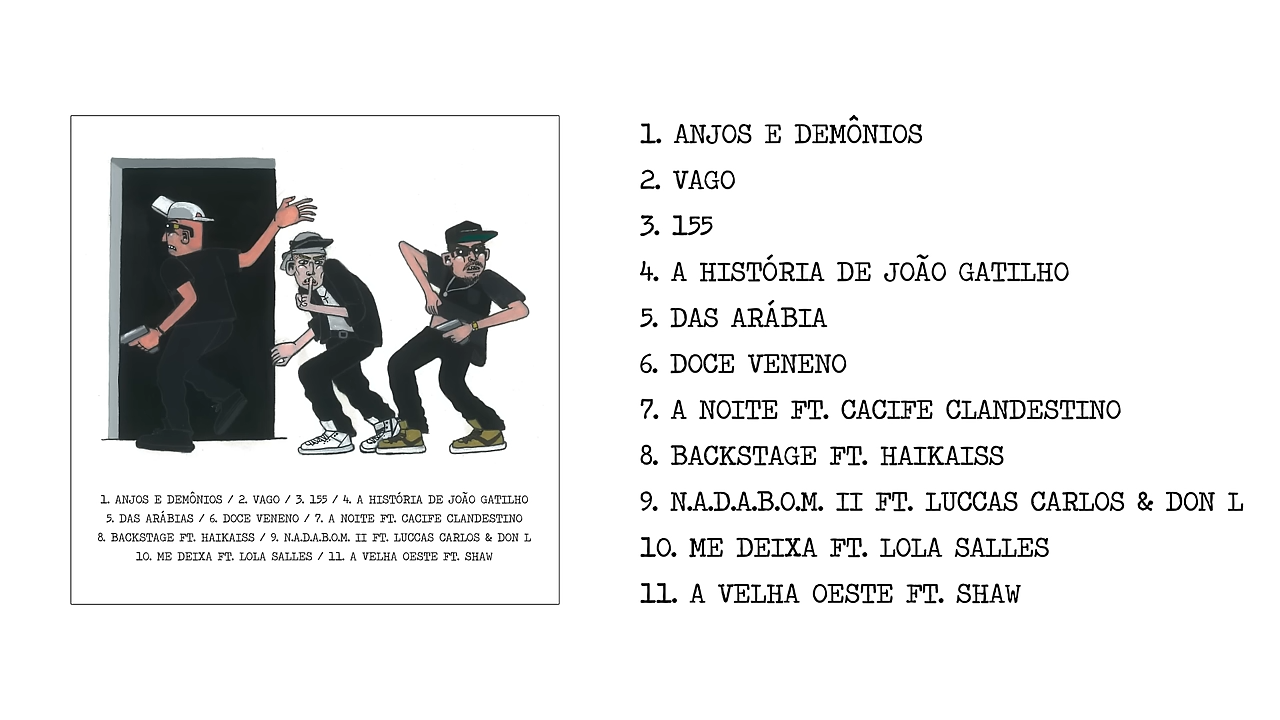 1. ANJOS E DEMÔNIOS / 2. VAGO / 3. 155 / 4. A HISTÓRIA DE JOÃO GATILHO
5. DAS ARÁBIAS / 6. DOCE VENENO / 7. A NOITE FT. CACIFE CLANDESTINO
8. BACKSTAGE FT. HAIKAISS / 9. N.A.D.A.B.O.M. II FT. LUCCAS CARLOS & DON L
10. ME DEIXA FT. LOLA SALLES / 11. A VELHA OESTE FT. SHAW
1. ANJOS E DEMÔNIOS
2. VAGO
3. 155
4. A HISTÓRIA DE JOÃO GATILHO
5. DAS ARÁBIA
6. DOCE VENENO
7. A NOITE FT. CACIFE CLANDESTINO
8. BACKSTAGE FT. HAIKAISS
9. N.A.D.A.B.O.M. II FT. LUCCAS CARLOS & DON L
10. ME DEIXA FT. LOLA SALLES
11. A VELHA OESTE FT. SHAW